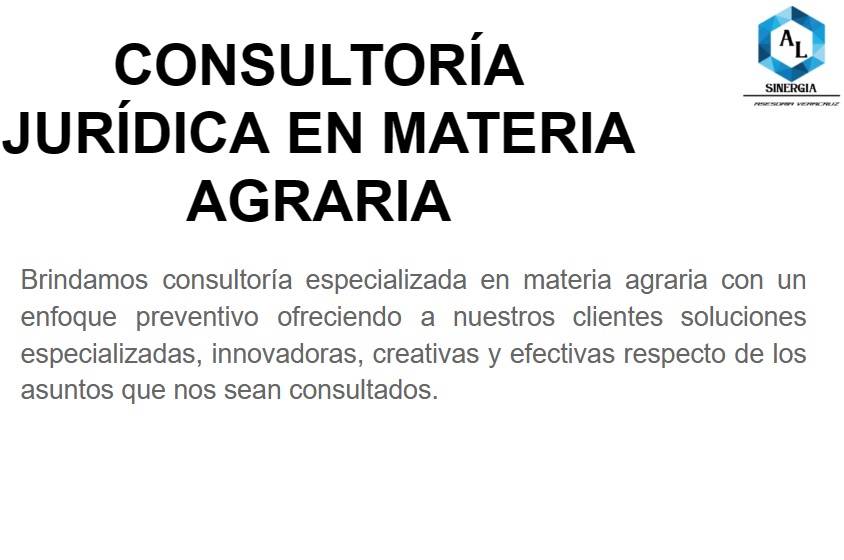 CONSULTORÍA
JURÍDICA EN MATERIA
AGRARIA
AL
SINERGIA
ASESORIA VERACRUZ
Brindamos consultoría especializada en materia agraria con un
enfoque preventivo ofreciendo a nuestros clientes soluciones
especializadas, innovadoras, creativas y efectivas respecto de los
asuntos que nos sean consultados.